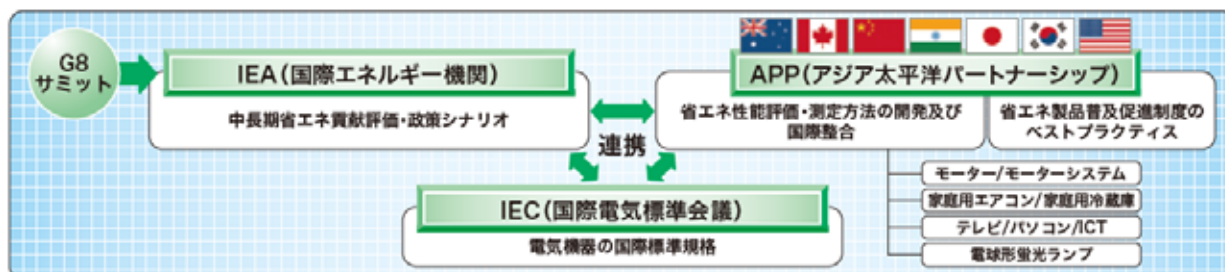 G8
サミット
IEA(国際エネルギー機関)
中長期省エネ貢献評価・政策シナリオ
APP(アジア太平洋パートナーシップ)
省エネ性能評価・測定方法の開発及び
国際整合
省エネ製品普及促進制度の
ベストプラクティス
連携
IEC(国際電気標準会議)
電気機器の国際標準規格
モーター/モーターシステム
家庭用エアコン/家庭用冷蔵庫
テレビ/パソコン/ICT
電球形蛍光ランプ